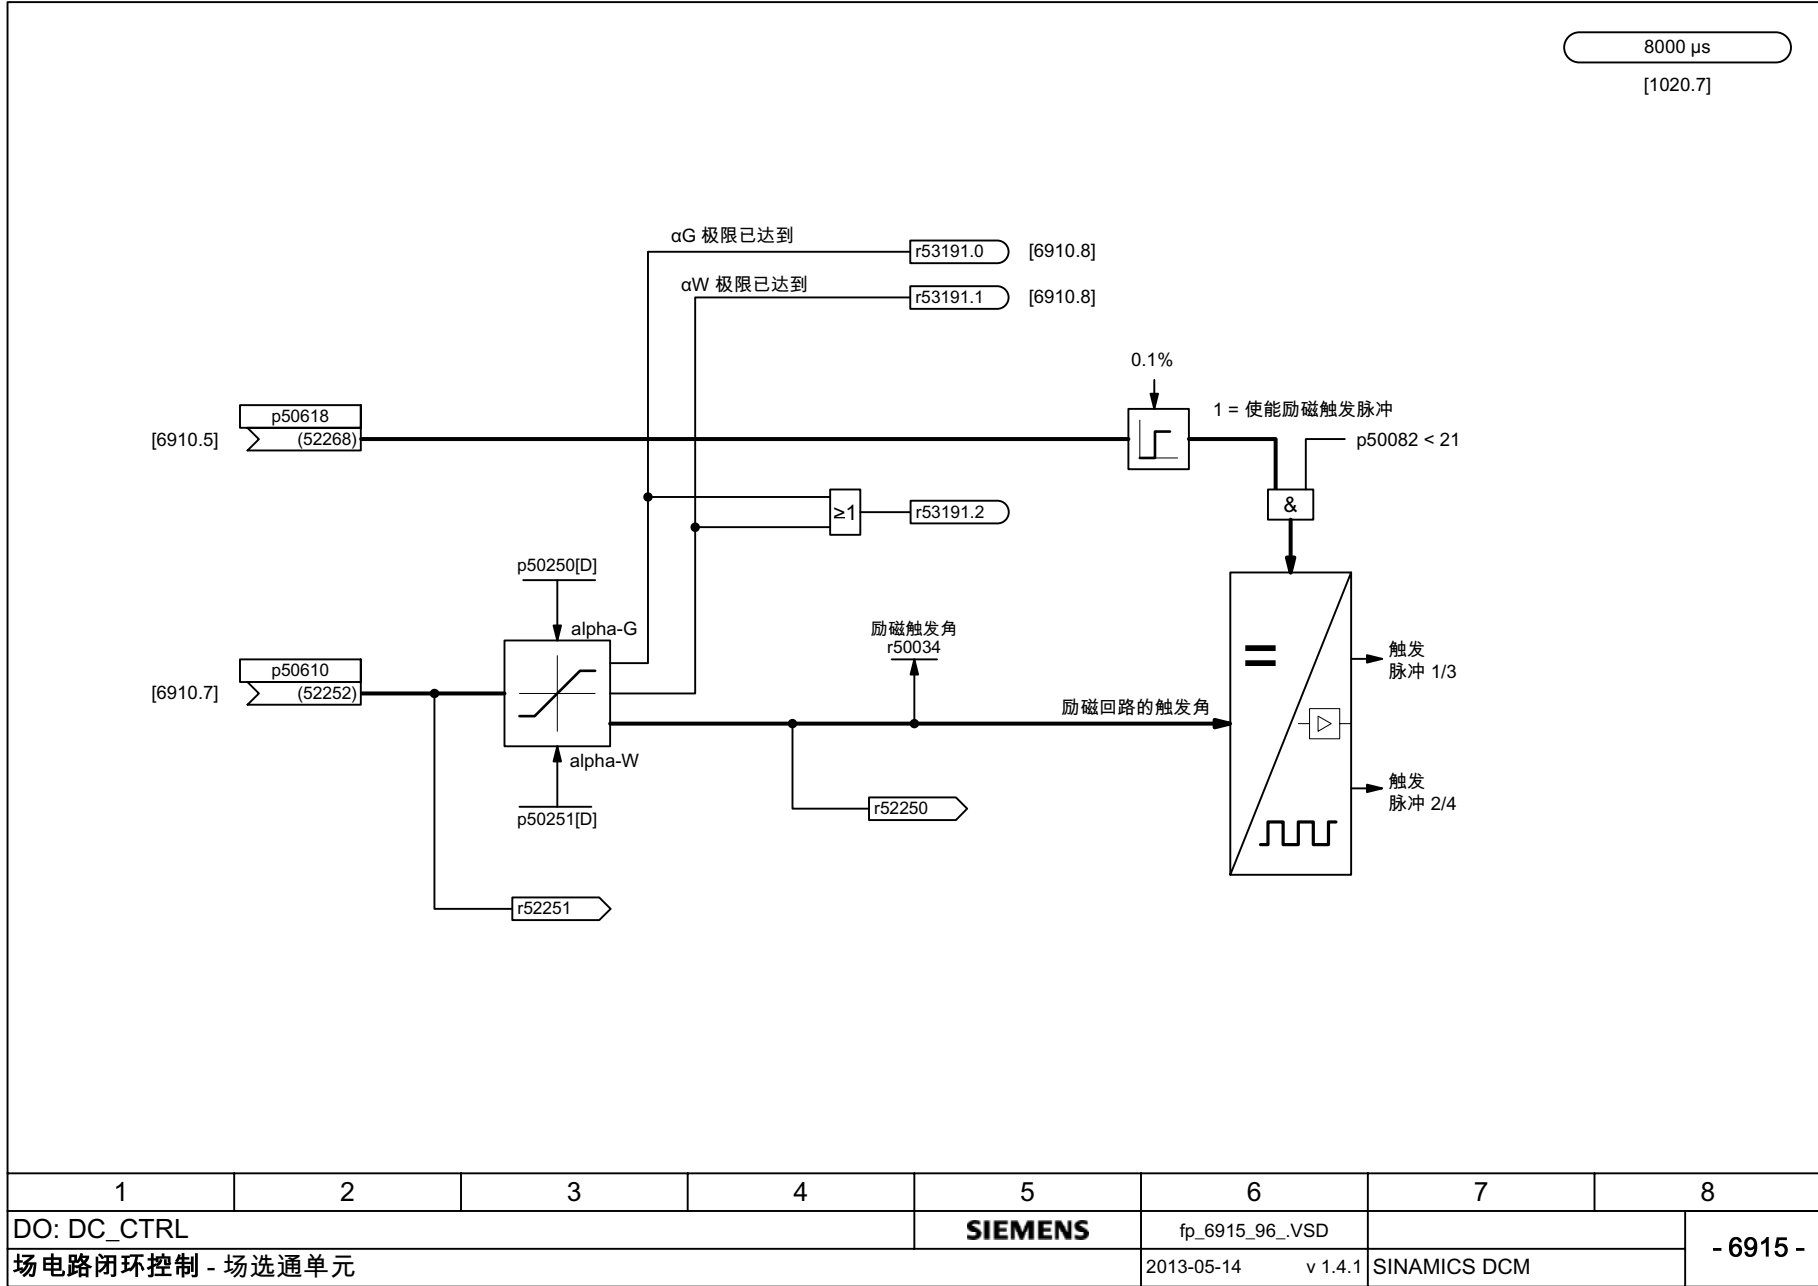 8000 µs
[1020.7]
αG 极限已达到
r53191.0
[6910.8]
αW 极限已达到
r53191.1
[6910.8]
0.1%
p50618
1 = 使能励磁触发脉冲
[6910.5]
(52268)
p50082 < 21
≥1
r53191.2
&
p50250[D]
alpha-G
励磁触发角
r50034
触发
脉冲 1/3
p50610
[6910.7]
(52252)
励磁回路的触发角
alpha-W
触发
脉冲 2/4
p50251[D]
r52250
r52251
1 2 3 4 5 6 7 8
DO: DC_CTRL
SIEMENS
fp_6915_96_.VSD
- 6915 -
场电路闭环控制 - 场选通单元
2013-05-14 v 1.4.1
SINAMICS DCM